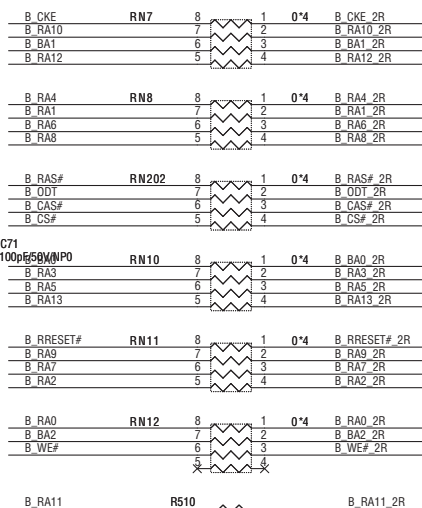 B_CKE RN7 8 1 0*4 B_CKE_2R
B_RA10 7 2 B_RA10_2R
B_BA1 6 3 B_BA1_2R
B_RA12 5 4 B_RA12_2R
B_RA4 RN8 8 1 0*4 B_RA4_2R
B_RA1 7 2 B_RA1_2R
B_RA6 6 3 B_RA6_2R
B_RA8 5 4 B_RA8_2R
B_RAS# RN202 8 1 0*4 B_RAS#_2R
B_ODT 7 2 B_ODT_2R
B_CAS# 6 3 B_CAS#_2R
B_CS# 5 4 B_CS#_2R
C71
100pF/50V/NP0
B_BA0 RN10 8 1 0*4 B_BA0_2R
B_RA3 7 2 B_RA3_2R
B_RA5 6 3 B_RA5_2R
B_RA13 5 4 B_RA13_2R
B_RRESET# RN11 8 1 0*4 B_RRESET#_2R
B_RA9 7 2 B_RA9_2R
B_RA7 6 3 B_RA7_2R
B_RA2 5 4 B_RA2_2R
B_RA0 RN12 8 1 0*4 B_RA0_2R
B_BA2 7 2 B_BA2_2R
B_WE# 6 3 B_WE#_2R
5 4
B_RA11 R510 B_RA11_2R